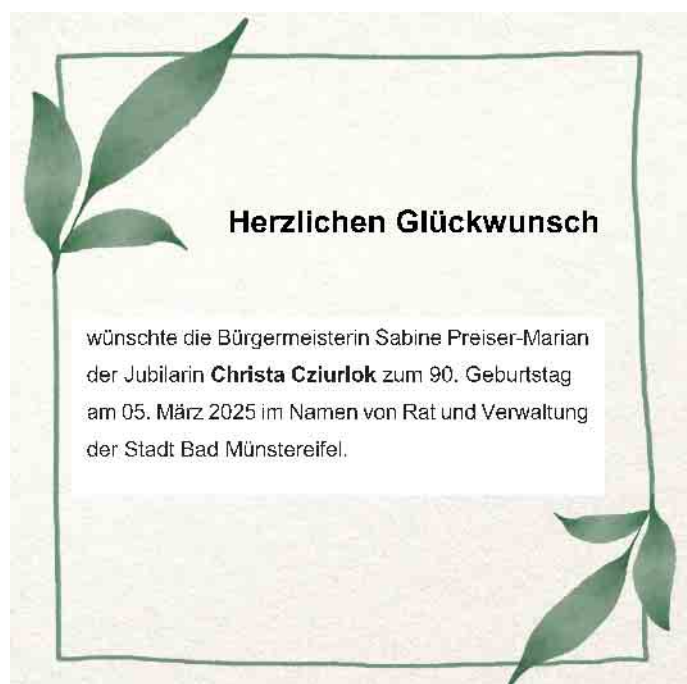 Herzlichen Glückwunsch
wünschte die Bürgermeisterin Sabine Preiser-Marian
der Jubilarin Christa Cziurlok zum 90. Geburtstag
am 05. März 2025 im Namen von Rat und Verwaltung
der Stadt Bad Münstereifel.